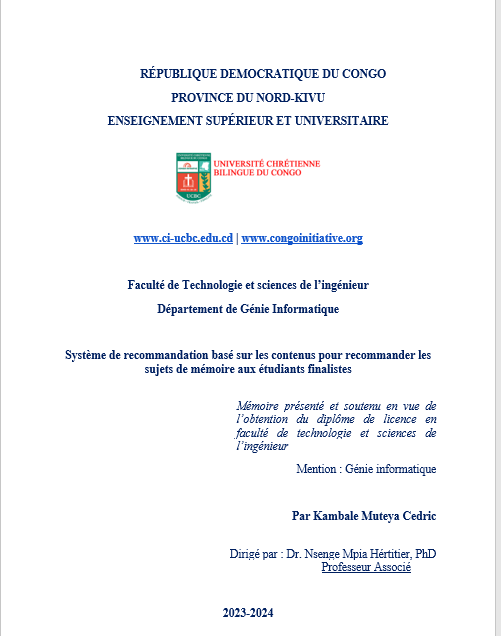 RÉPUBLIQUE DEMOCRATIQUE DU CONGO
PROVINCE DU NORD-KIVU
ENSEIGNEMENT SUPÉRIEUR ET UNIVERSITAIRE
UNIVERSITÉ CHRÉTIENNE
BILINGUE DU CONGO
UCBC
www.ci-ucbc.edu.cd | www.congoinitiative.org
Faculté de Technologie et sciences de l’ingénieur
Département de Génie Informatique
Système de recommandation basé sur les contenus pour recommander les
sujets de mémoire aux étudiants finalistes
Mémoire présenté et soutenu en vue de
l’obtention du diplôme de licence en
faculté de technologie et sciences de
l’ingénieur
Mention : Génie informatique
Par Kambale Muteya Cedric
Dirigé par : Dr. Nsenge Mpia Hértitier, PhD
Professeur Associé
2023-2024